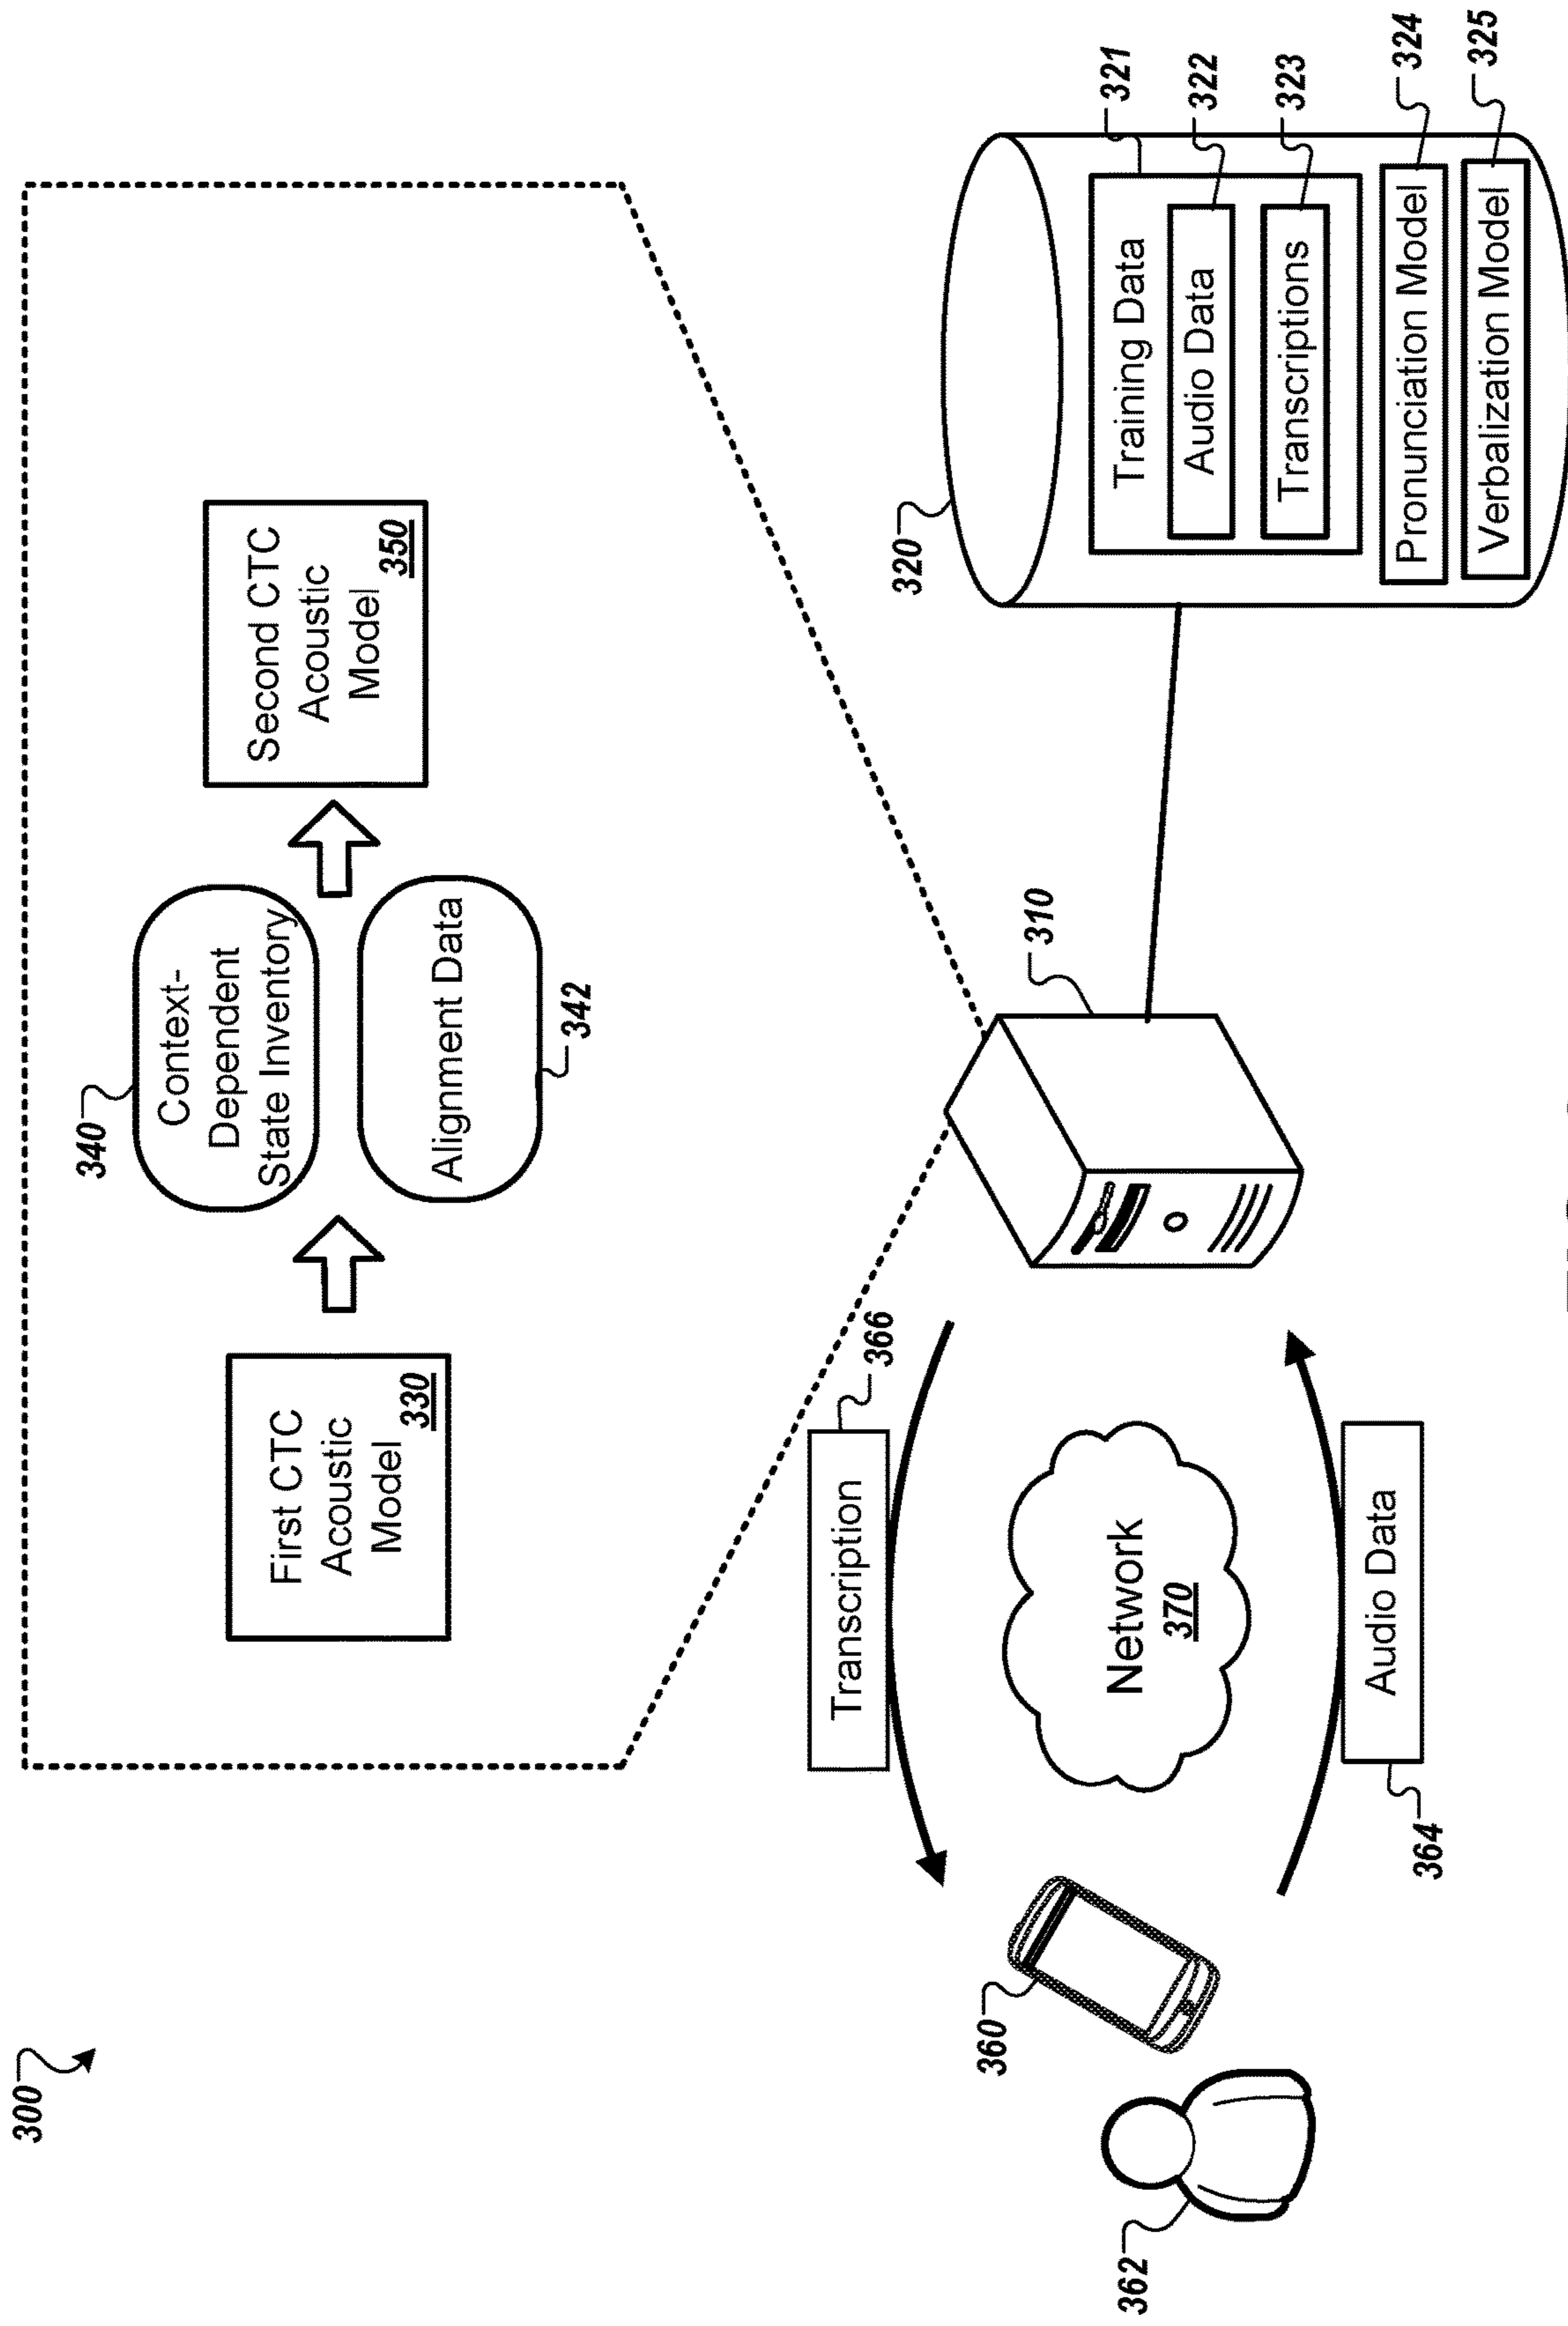 300
First CTC
Acoustic
Model
330
340
Context-
Dependent
State Inventory
Alignment Data
342
Second CTC
Acoustic
Model
350
362
360
Transcription
366
Network
370
Audio Data
364
310
320
Training Data
321
Audio Data
322
Transcriptions
323
Pronunciation Model
324
Verbalization Model
325